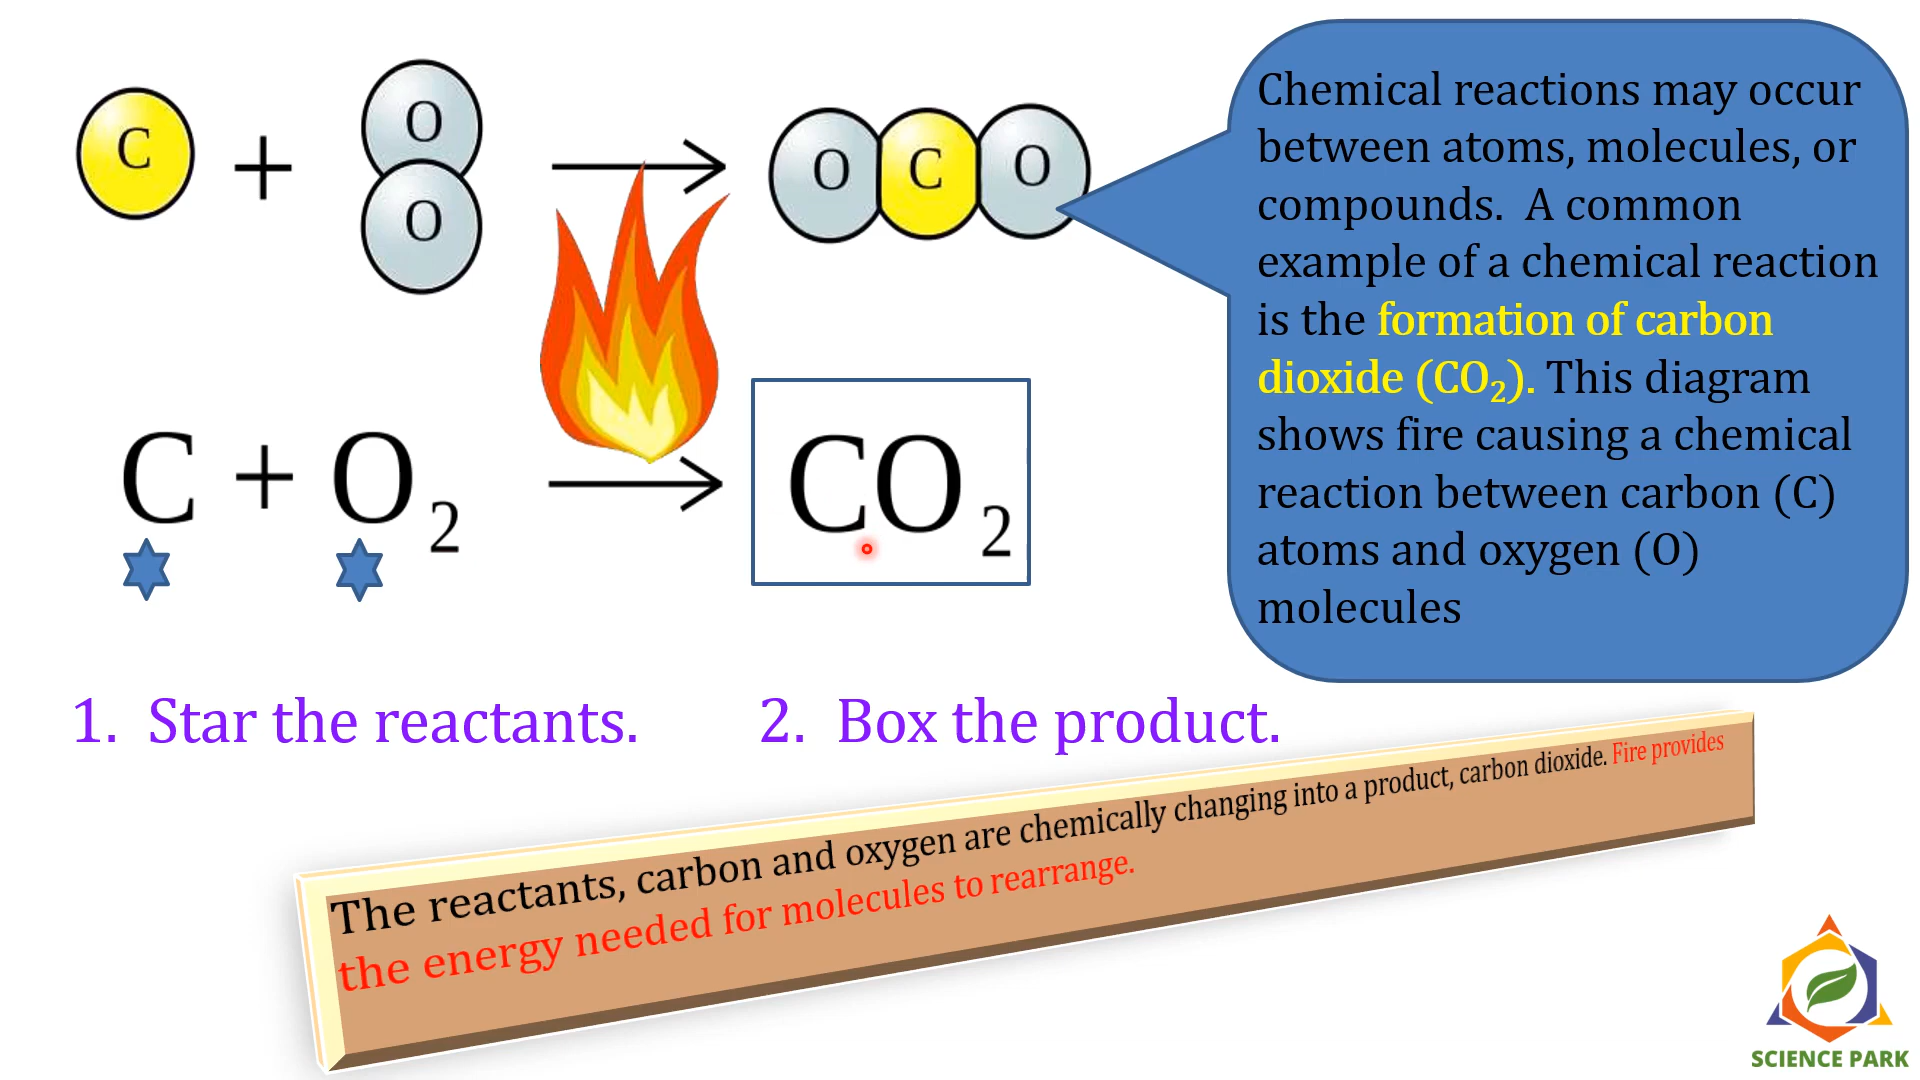 C + O O → O C O
C + O₂ → CO₂
Chemical reactions may occur
between atoms, molecules, or
compounds.  A common
example of a chemical reaction
is the formation of carbon
dioxide (CO₂). This diagram
shows fire causing a chemical
reaction between carbon (C)
atoms and oxygen (O)
molecules
1. Star the reactants.
2. Box the product.
The reactants, carbon and oxygen are chemically changing into a product, carbon dioxide. Fire provides
the energy needed for molecules to rearrange.
SCIENCE PARK